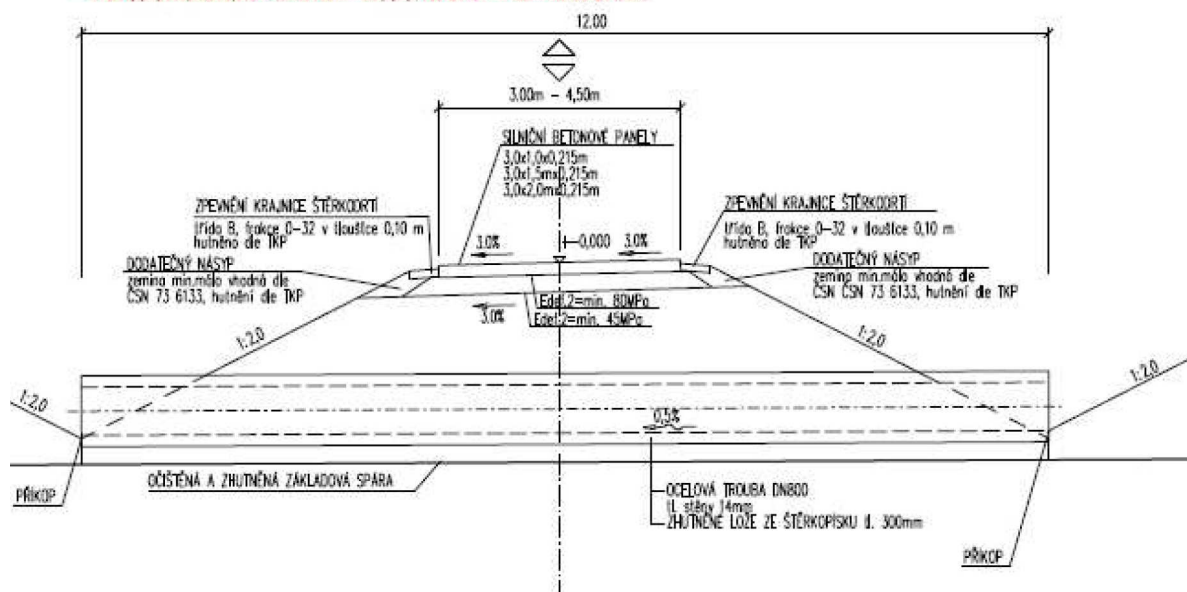 12.00
3.00m - 4,50m
SILNIČNÍ BETONOVÉ PANELY
3,0x1,0x0,215m
3,0x1,5mx0,215m
3,0x2,0mx0,215m
ZPEVNĚNÍ KRAJNICE ŠTĚRKODRTÍ
třída B, frakce 0-32 v tloušťce 0,10 m
hutněno dle TKP
ZPEVNĚNÍ KRAJNICE ŠTĚRKODRTÍ
třída B, frakce 0-32 v tloušťce 0,10 m
hutněno dle TKP
3.0%
0,000
3.0%
DODATEČNÝ NÁSYP
zemina min.málo vhodná dle
ČSN 73 6133, hutnění dle TKP
DODATEČNÝ NÁSYP
zemina min.málo vhodná dle
ČSN ČSN 73 6133, hutnění dle TKP
3.0%
Edef.2=min. 80MPa
Edef.2=min. 45MPa
1:2.0
1:2.0
1:2.0
1:2.0
0,5%
OČIŠTĚNÁ A ZHUTNĚNÁ ZÁKLADOVÁ SPÁRA
PŘÍKOP
OCELOVÁ TROUBA DN800
tl. stěny 14mm
ZHUTNĚNÉ LOŽE ZE ŠTĚRKOPÍSKU tl. 300mm
PŘÍKOP